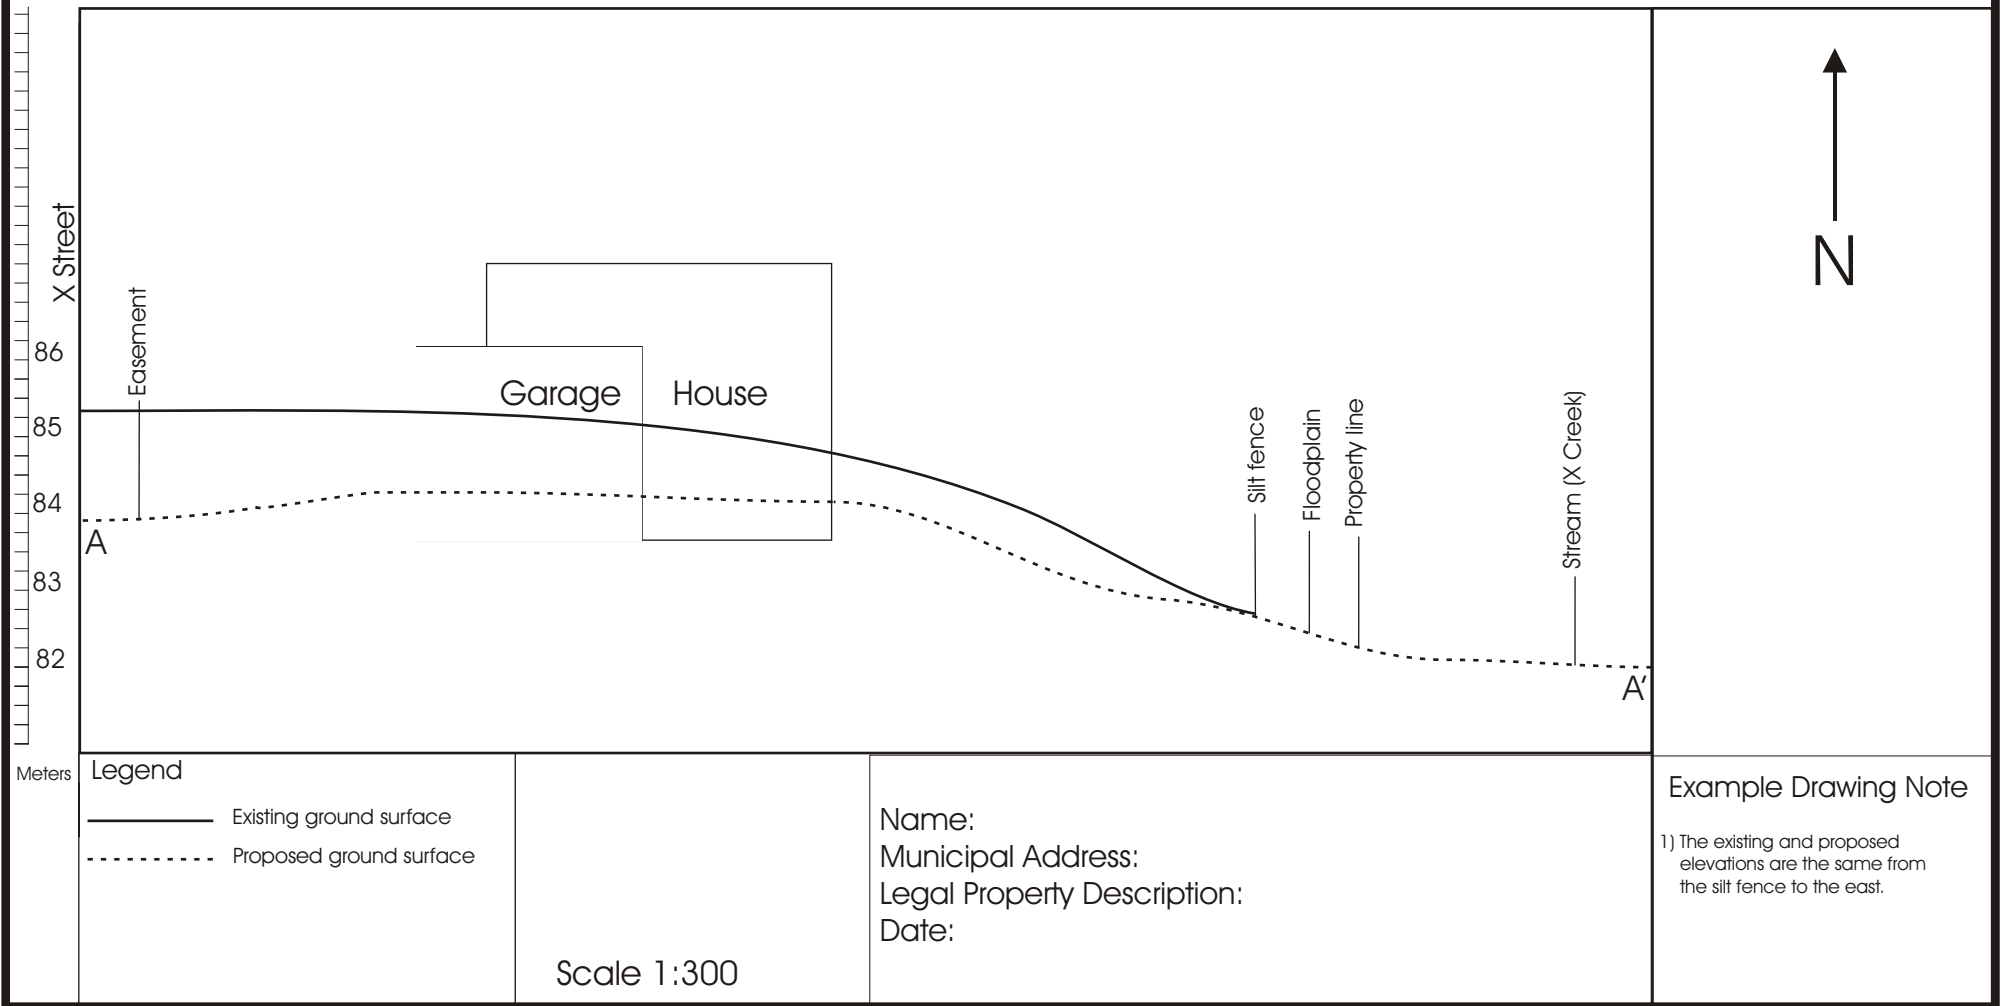 X Street
Easement
86
85
84
83
82
Meters
A
Garage
House
Silt fence
Floodplain
Property line
Stream (X Creek)
A'
N
Legend
Existing ground surface
Proposed ground surface
Scale 1:300
Name:
Municipal Address:
Legal Property Description:
Date:
Example Drawing Note
1) The existing and proposed
elevations are the same from
the silt fence to the east.